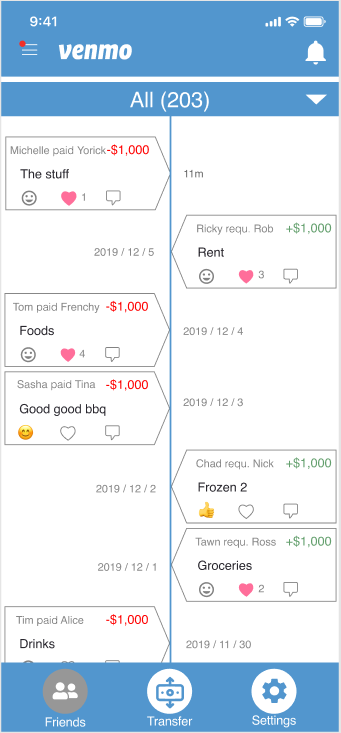 9:41
venmo
All (203)
Michelle paid Yorick -$1,000
The stuff
1
11m
Ricky requ. Rob +$1,000
Rent
3
2019 / 12 / 5
Tom paid Frenchy -$1,000
Foods
4
2019 / 12 / 4
Sasha paid Tina -$1,000
Good good bbq
2019 / 12 / 3
Chad requ. Nick +$1,000
Frozen 2
2019 / 12 / 2
Tawn requ. Ross +$1,000
Groceries
2
2019 / 12 / 1
Tim paid Alice -$1,000
Drinks
2019 / 11 / 30
Friends
Transfer
Settings